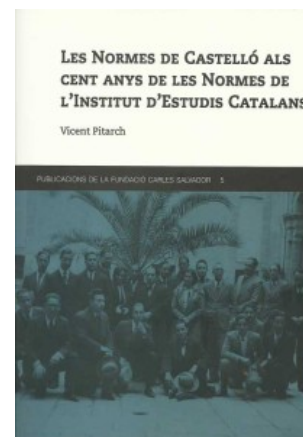 Les Normes de Castelló als
cent anys de les Normes de
l'Institut d'Estudis Catalans
Vicent Pitarch
PUBLICACIONS DE LA FUNDACIÓ CARLES SALVADOR 5